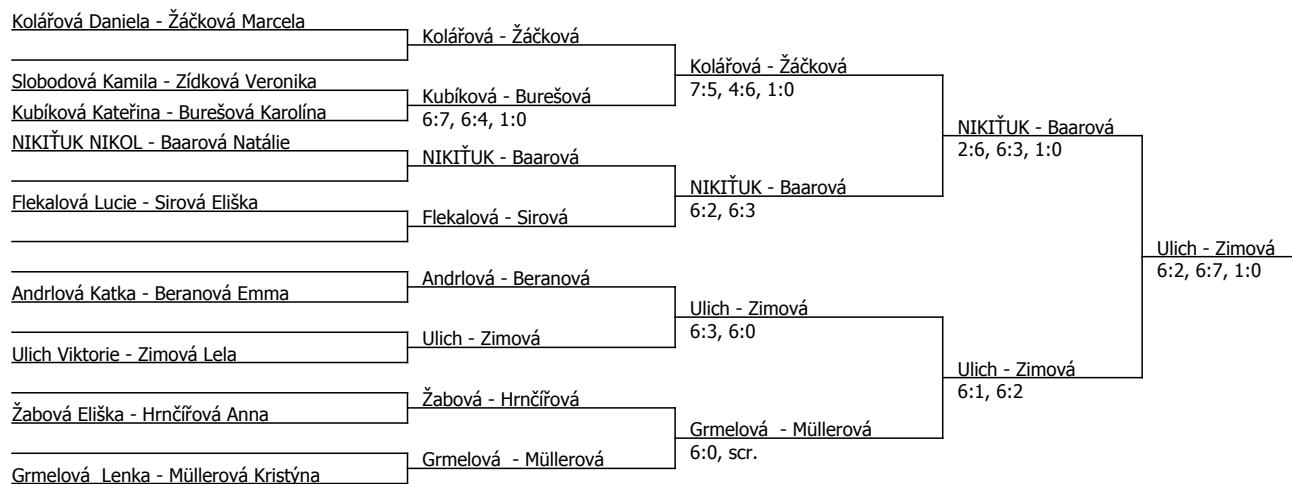 Kolářová Daniela - Žáčková Marcela
Slobodová Kamila - Zídková Veronika
Kubíková Kateřina - Burešová Karolína
NIKIŤUK NIKOL - Baarová Natálie
Flekalová Lucie - Sirová Eliška
Andrlová Katka - Beranová Emma
Ulich Viktorie - Zimová Lela
Žabová Eliška - Hrnčířová Anna
Grmelová  Lenka - Müllerová Kristýna
Kolářová - Žáčková
Kubíková - Burešová
6:7, 6:4, 1:0
NIKIŤUK - Baarová
Flekalová - Sirová
Andrlová - Beranová
Ulich - Zimová
Žabová - Hrnčířová
Grmelová  - Müllerová
Kolářová - Žáčková
7:5, 4:6, 1:0
NIKIŤUK - Baarová
6:2, 6:3
Ulich - Zimová
6:3, 6:0
Grmelová  - Müllerová
6:0, scr.
NIKIŤUK - Baarová
2:6, 6:3, 1:0
Ulich - Zimová
6:1, 6:2
Ulich - Zimová
6:2, 6:7, 1:0